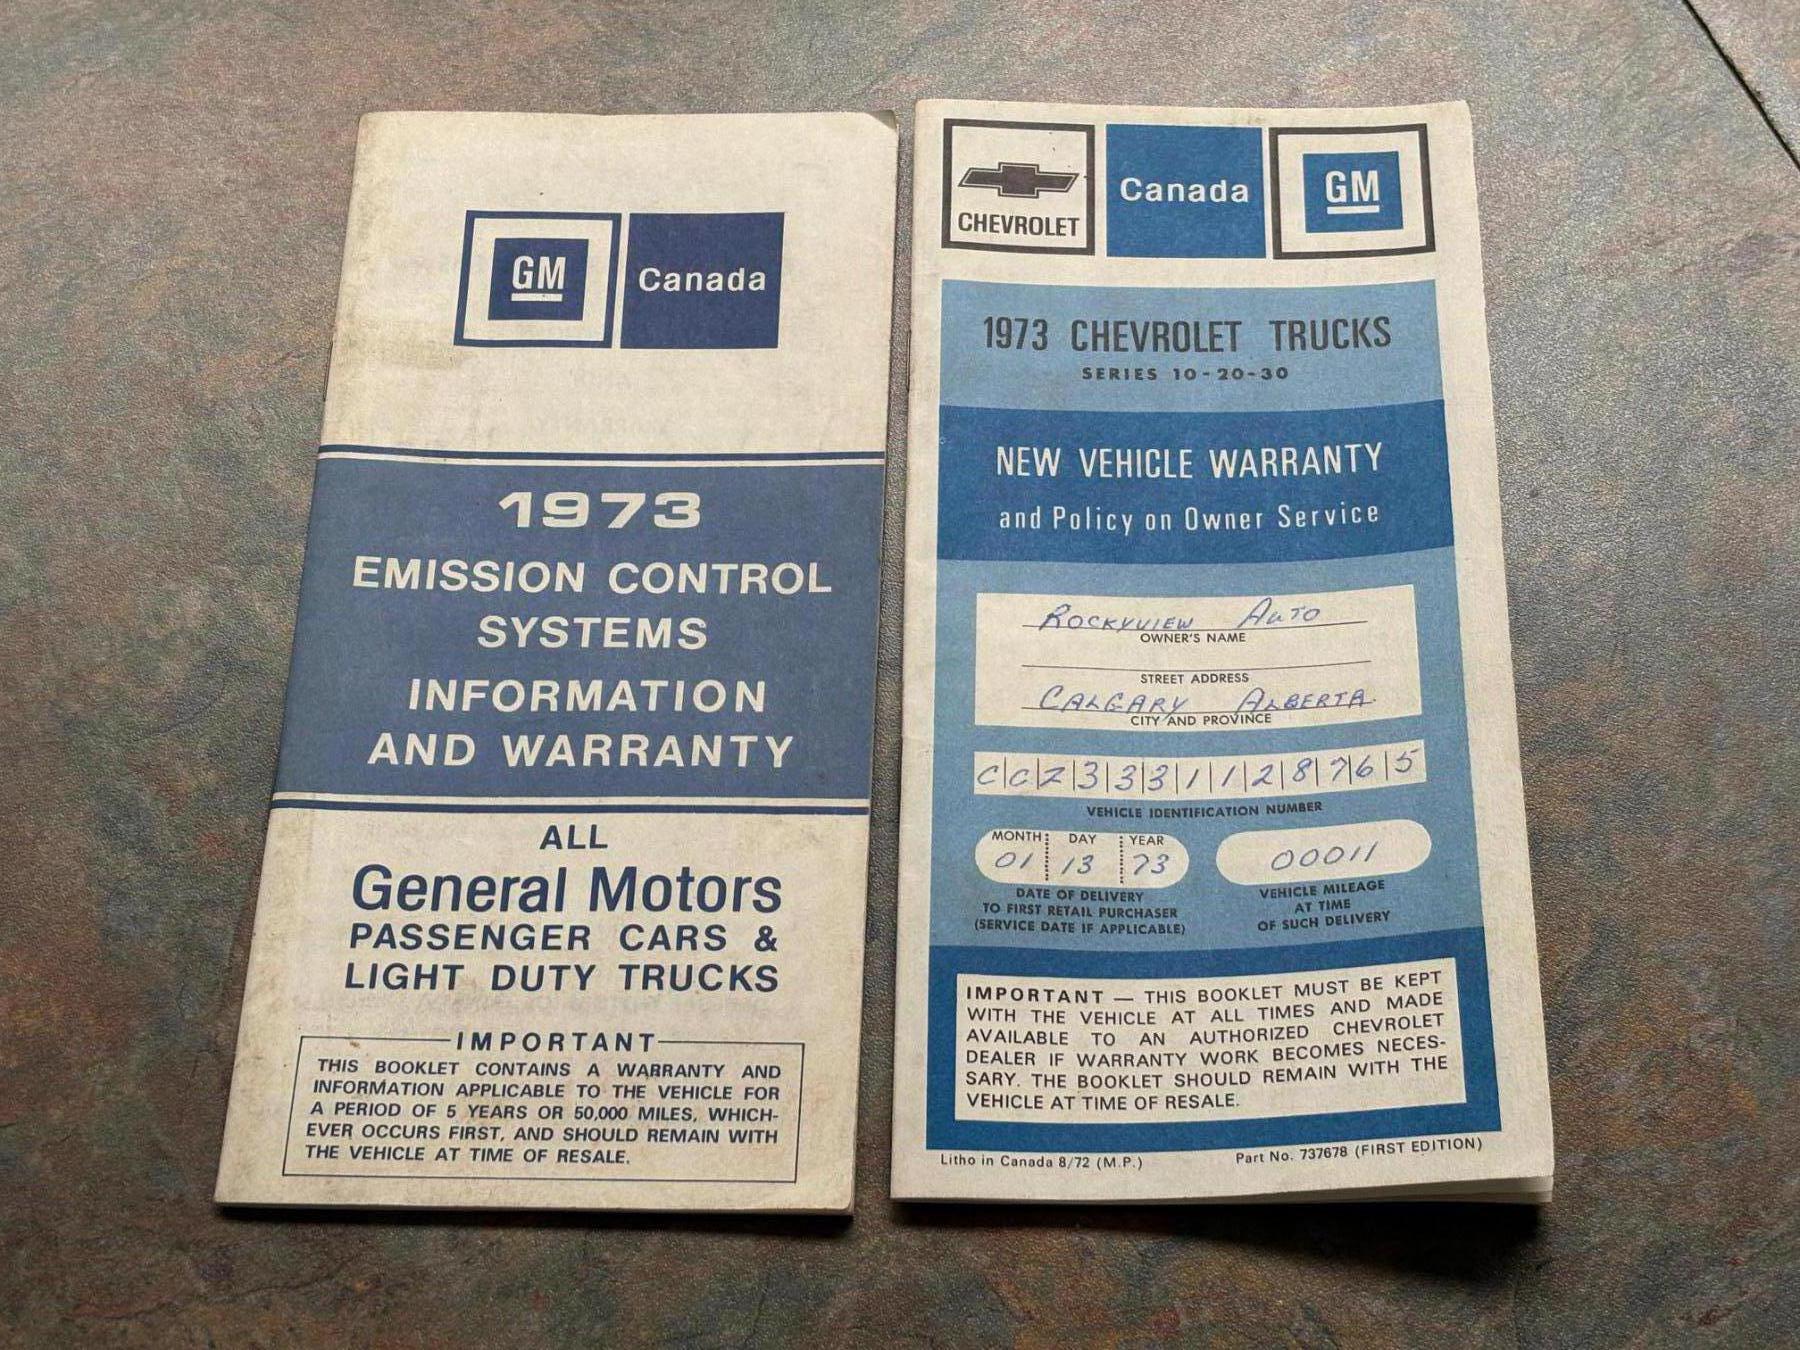 GM Canada
1973
EMISSION CONTROL
SYSTEMS
INFORMATION
AND WARRANTY
ALL
General Motors
PASSENGER CARS &
LIGHT DUTY TRUCKS
IMPORTANT
THIS BOOKLET CONTAINS A WARRANTY AND
INFORMATION APPLICABLE TO THE VEHICLE FOR
A PERIOD OF 5 YEARS OR 50,000 MILES, WHICH-
EVER OCCURS FIRST, AND SHOULD REMAIN WITH
THE VEHICLE AT TIME OF RESALE.
CHEVROLET Canada GM
1973 CHEVROLET TRUCKS
SERIES 10-20-30
NEW VEHICLE WARRANTY
and Policy on Owner Service
ROCKYVIEW AUTO
OWNER'S NAME
STREET ADDRESS
CALGARY ALBERTA
CITY AND PROVINCE
CCZ3331128765
VEHICLE IDENTIFICATION NUMBER
MONTH DAY YEAR
01 13 73
DATE OF DELIVERY
TO FIRST RETAIL PURCHASER
(SERVICE DATE IF APPLICABLE)
00011
VEHICLE MILEAGE
AT TIME
OF SUCH DELIVERY
IMPORTANT — THIS BOOKLET MUST BE KEPT
WITH THE VEHICLE AT ALL TIMES AND MADE
AVAILABLE TO AN AUTHORIZED CHEVROLET
DEALER IF WARRANTY WORK BECOMES NECES-
SARY. THE BOOKLET SHOULD REMAIN WITH THE
VEHICLE AT TIME OF RESALE.
Litho in Canada 8/72 (M.P.) Part No. 737678 (FIRST EDITION)